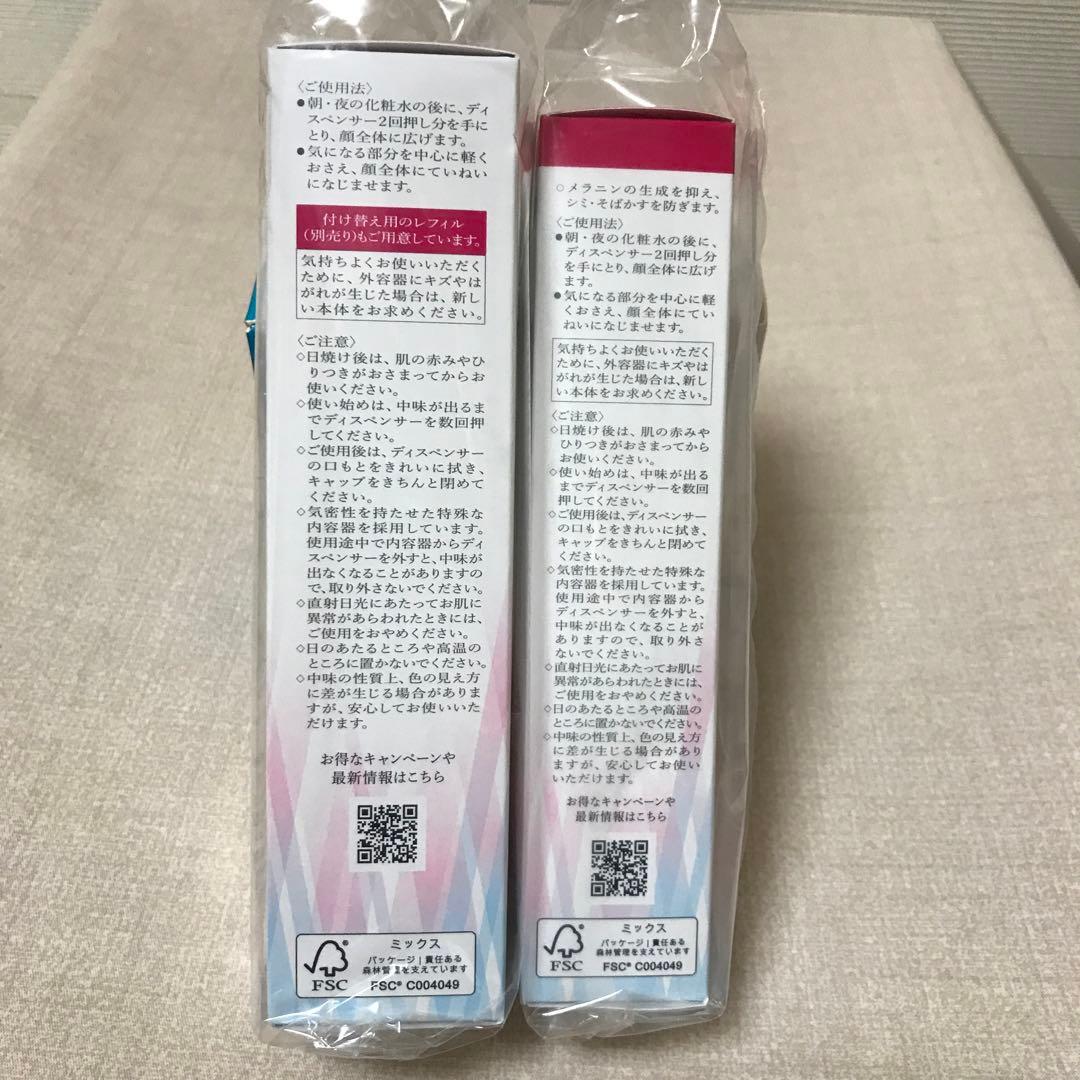 〈ご使用法〉
●朝・夜の化粧水の後に、ディ
スペンサー2回押し分を手に
とり、顔全体に広げます。
●気になる部分を中心に軽く
おさえ、顔全体にていねい
になじませます。
付け替え用のレフィル
(別売り)もご用意しています。
気持ちよくお使いいただく
ために、外容器にキズやは
がれが生じた場合は、新し
い本体をお求めください。
〈ご注意〉
◇日焼け後は、肌の赤みやひ
りつきがおさまってからお
使いください。
◇使い始めは、中味が出るま
でディスペンサーを数回押
してください。
◇ご使用後は、ディスペンサー
の口もとをきれいに拭き、
キャップをきちんと閉めて
ください。
◇気密性を持たせた特殊な
内容器を採用しています。
使用途中で内容器からディ
スペンサーを外すと、中味が
出なくなることがありますの
で、取り外さないでください。
◇直射日光にあたってお肌に
異常があらわれたときには、
ご使用をおやめください。
◇日のあたるところや高温の
ところに置かないでください。
◇中味の性質上、色の見え方
に差が生じる場合がありま
すが、安心してお使いいた
だけます。
お得なキャンペーンや
最新情報はこちら
FSC
ミックス
パッケージ|責任ある
森林管理を支えています
FSC® C004049
○メラニンの生成を抑え、
シミ・そばかすを防ぎます。
〈ご使用法〉
●朝・夜の化粧水の後に、
ディスペンサー2回押し分
を手にとり、顔全体に広げ
ます。
●気になる部分を中心に軽
くおさえ、顔全体にてい
ねいになじませます。
気持ちよくお使いいただく
ために、外容器にキズやは
がれが生じた場合は、新し
い本体をお求めください。
〈ご注意〉
◇日焼け後は、肌の赤みや
ひりつきがおさまってから
お使いください。
◇使い始めは、中味が出る
までディスペンサーを数回
押してください。
◇ご使用後は、ディスペンサー
の口もとをきれいに拭き、
キャップをきちんと閉めて
ください。
◇気密性を持たせた特殊な
内容器を採用しています。
使用途中で内容器から
ディスペンサーを外すと、
中味が出なくなることが
ありますので、取り外さ
ないでください。
◇直射日光にあたってお肌に
異常があらわれたときには、
ご使用をおやめください。
◇日のあたるところや高温の
ところに置かないでください。
◇中味の性質上、色の見え方
に差が生じる場合があり
ますが、安心してお使い
いただけます。
お得なキャンペーンや
最新情報はこちら
FSC
ミックス
パッケージ|責任ある
森林管理を支えています
FSC® C004049